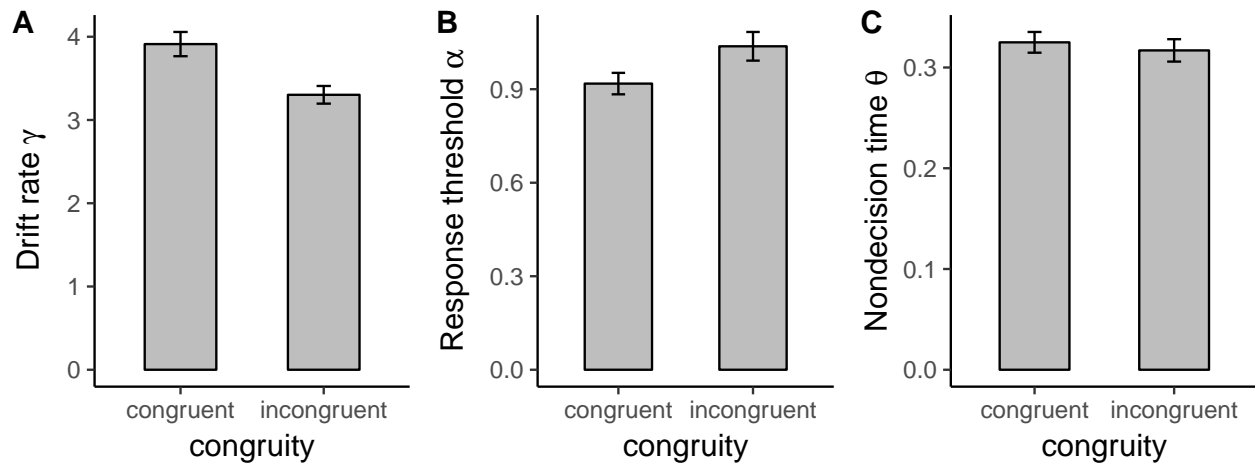 A
Drift rate γ
4
3
2
1
0
congruent incongruent
congruity
B
Response threshold α
0.9
0.6
0.3
0.0
congruent incongruent
congruity
C
Nondecision time θ
0.3
0.2
0.1
0.0
congruent incongruent
congruity